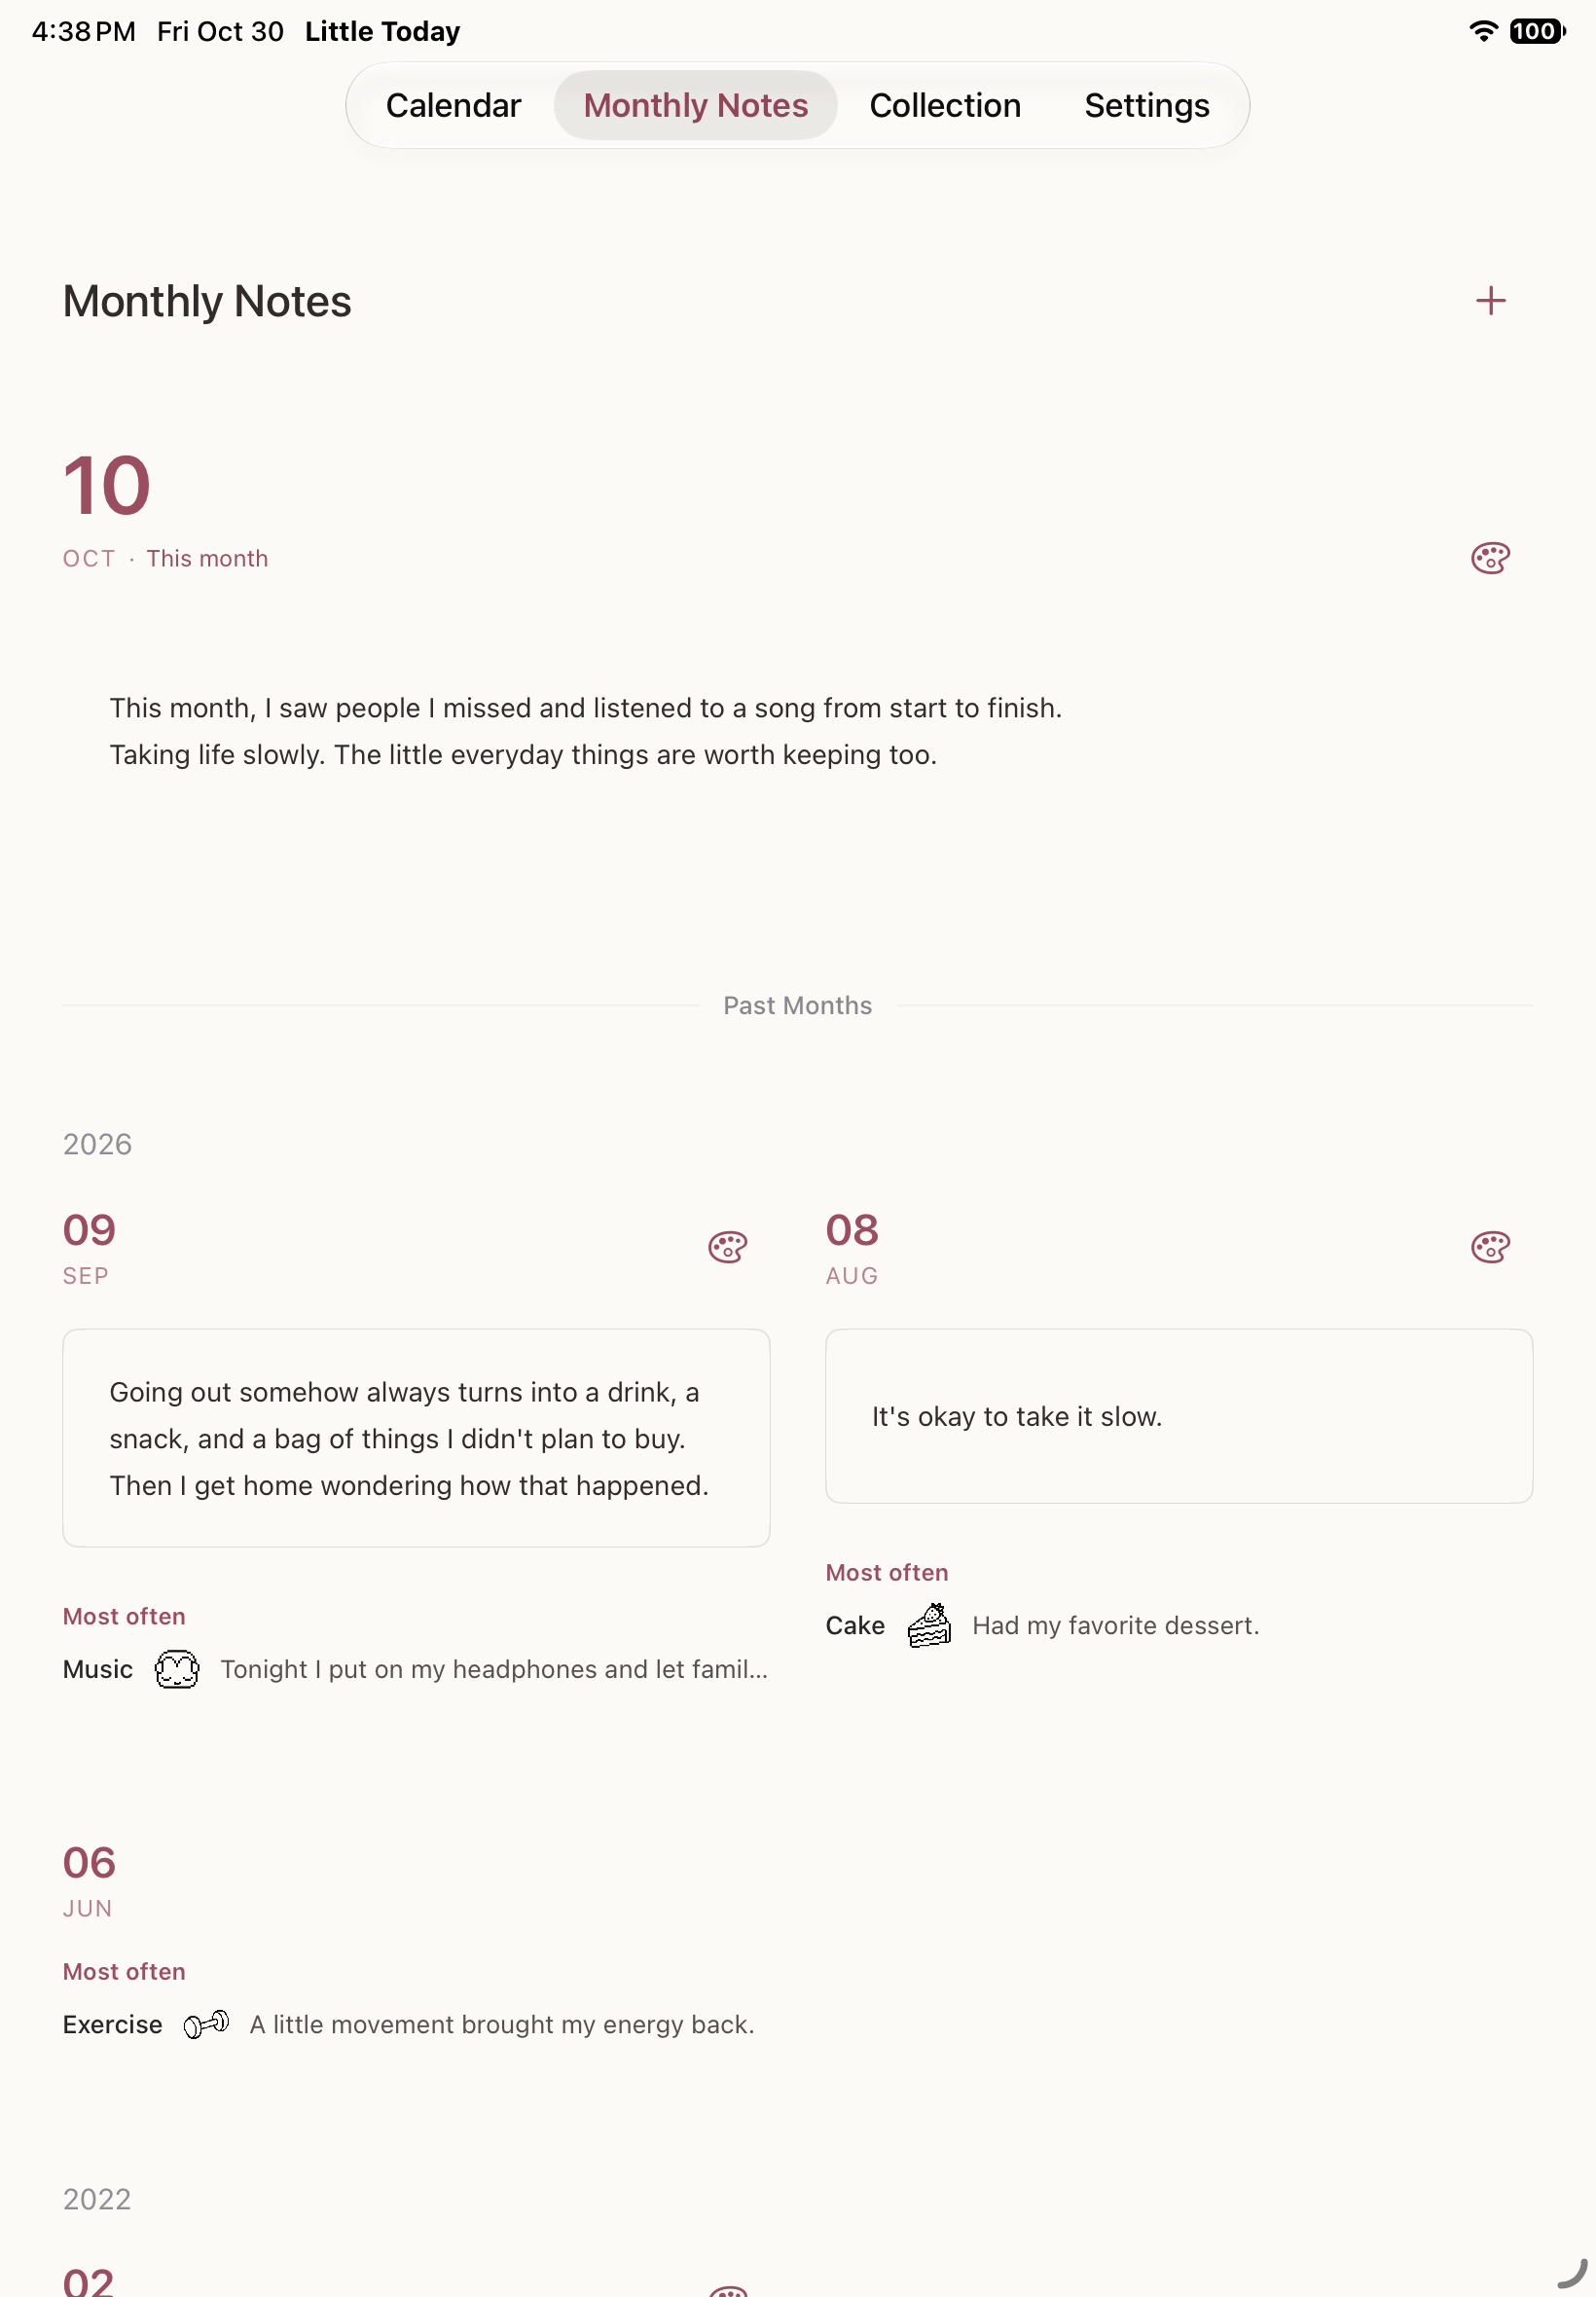 4:38 PM Fri Oct 30 Little Today
100
Calendar Monthly Notes Collection Settings
Monthly Notes
10
OCT · This month
This month, I saw people I missed and listened to a song from start to finish.
Taking life slowly. The little everyday things are worth keeping too.
Past Months
2026
09
SEP
Going out somehow always turns into a drink, a
snack, and a bag of things I didn't plan to buy.
Then I get home wondering how that happened.
Most often
Music Tonight I put on my headphones and let famil...
08
AUG
It's okay to take it slow.
Most often
Cake Had my favorite dessert.
06
JUN
Most often
Exercise A little movement brought my energy back.
2022
02